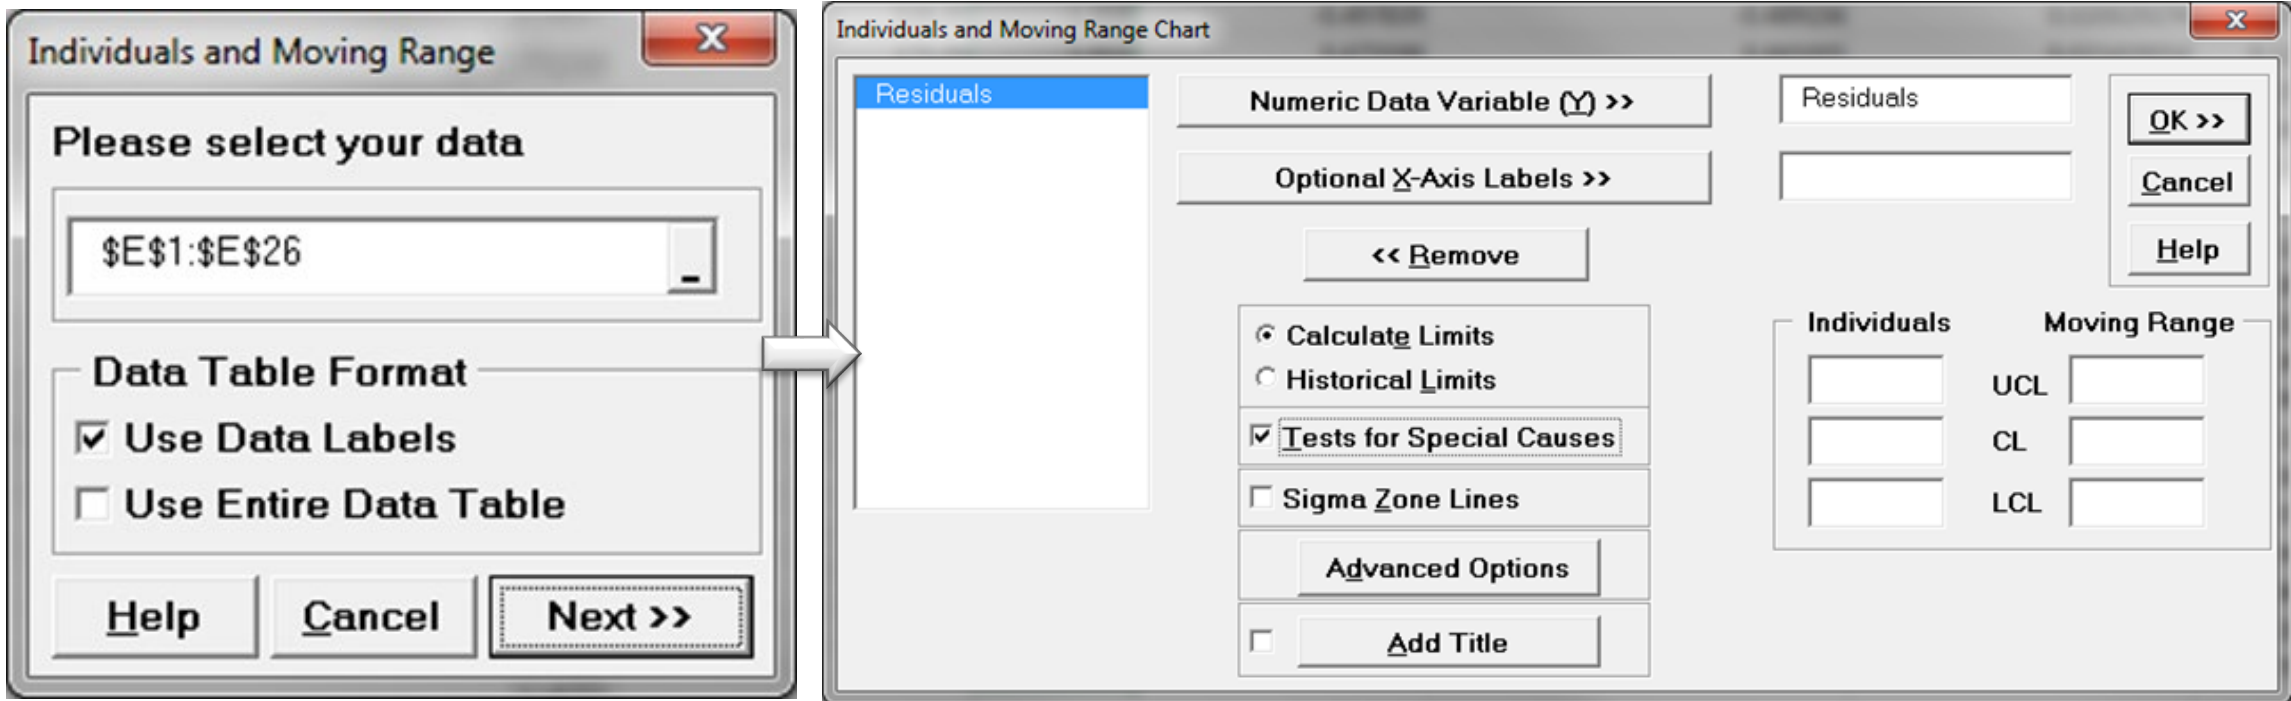 Individuals and Moving Range
Please select your data
$E$1:$E$26
Data Table Format
Use Data Labels
Use Entire Data Table
Help
Cancel
Next >>
Individuals and Moving Range Chart
Residuals
Numeric Data Variable (Y) >>
Residuals
OK >>
Optional X-Axis Labels >>
Cancel
<< Remove
Help
Calculate Limits
Historical Limits
Tests for Special Causes
Sigma Zone Lines
Advanced Options
Add Title
Individuals Moving Range
UCL
CL
LCL